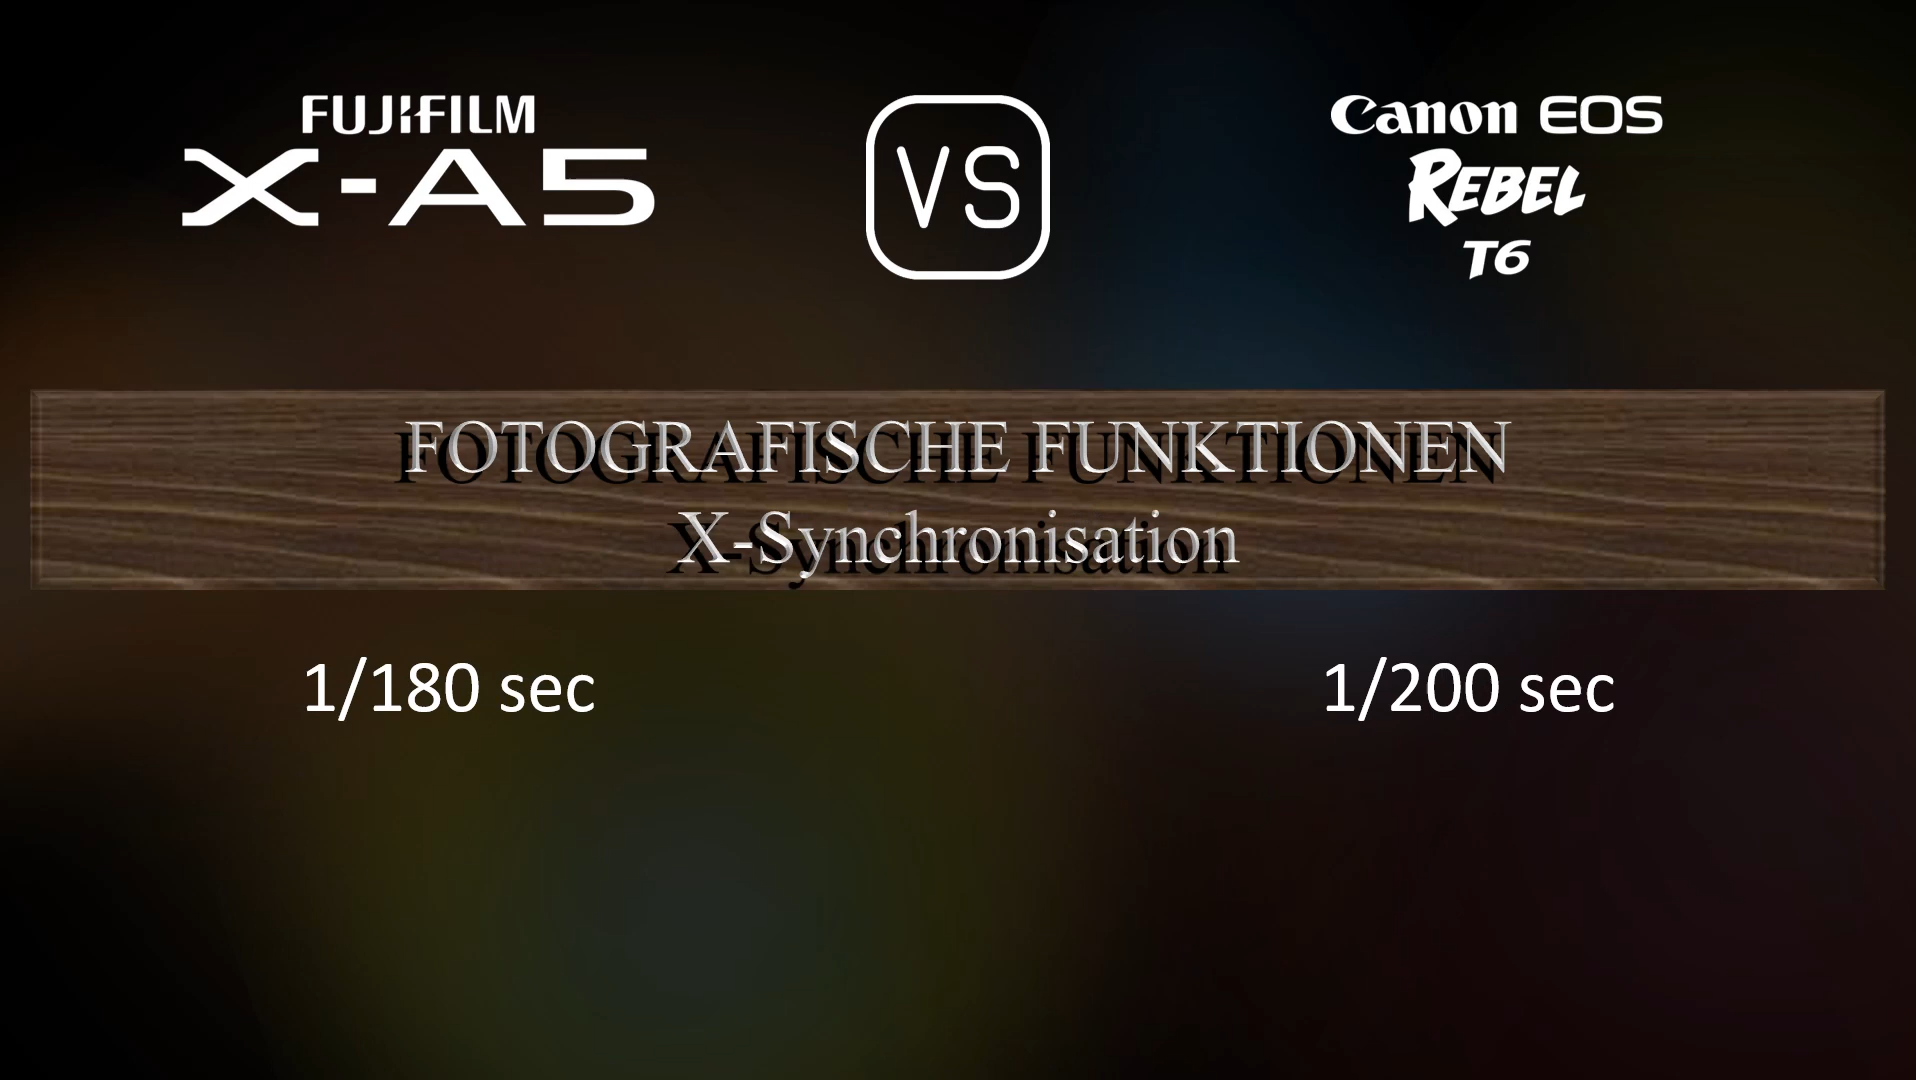 FUJIFILM
X-A5
VS
Canon EOS
REBEL
T6
FOTOGRAFISCHE FUNKTIONEN
X-Synchronisation
1/180 sec
1/200 sec